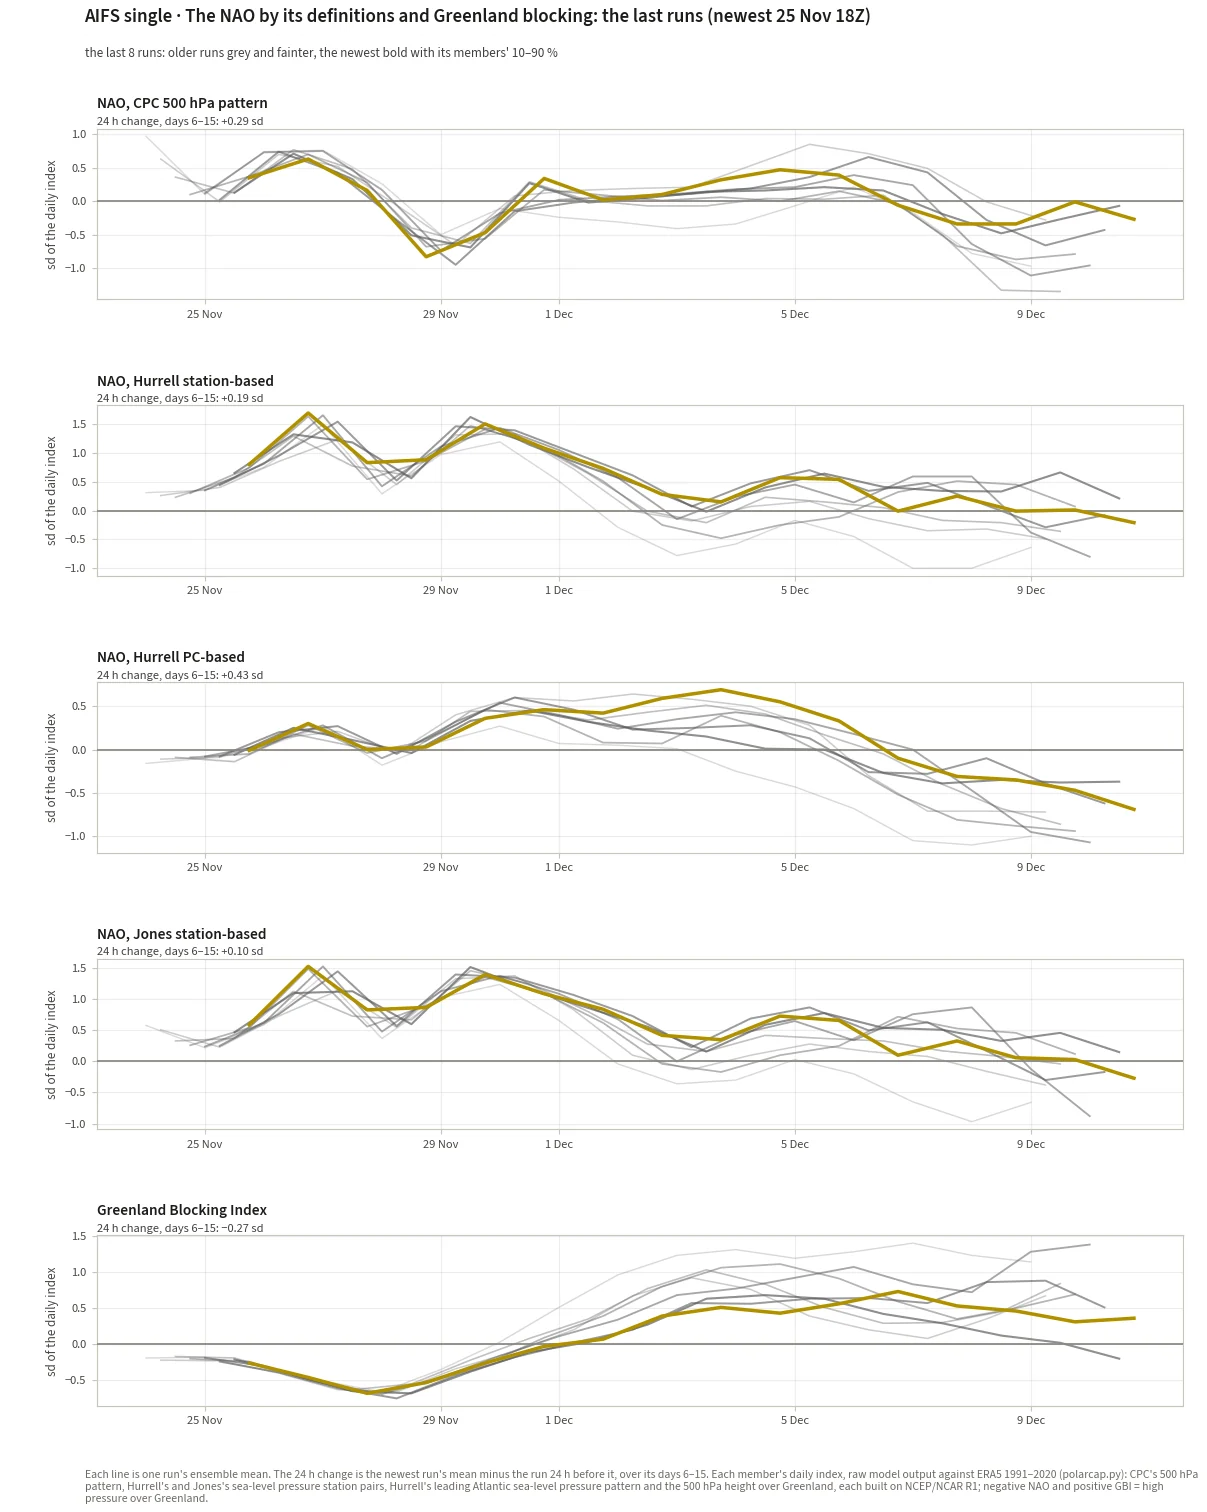 AIFS single · The NAO by its definitions and Greenland blocking: the last runs (newest 25 Nov 18Z)
the last 8 runs: older runs grey and fainter, the newest bold with its members' 10–90 %
NAO, CPC 500 hPa pattern
24 h change, days 6–15: +0.29 sd
sd of the daily index
1.0
0.5
0.0
−0.5
−1.0
25 Nov 29 Nov 1 Dec 5 Dec 9 Dec
NAO, Hurrell station-based
24 h change, days 6–15: +0.19 sd
sd of the daily index
1.5
1.0
0.5
0.0
−0.5
−1.0
25 Nov 29 Nov 1 Dec 5 Dec 9 Dec
NAO, Hurrell PC-based
24 h change, days 6–15: +0.43 sd
sd of the daily index
0.5
0.0
−0.5
−1.0
25 Nov 29 Nov 1 Dec 5 Dec 9 Dec
NAO, Jones station-based
24 h change, days 6–15: +0.10 sd
sd of the daily index
1.5
1.0
0.5
0.0
−0.5
−1.0
25 Nov 29 Nov 1 Dec 5 Dec 9 Dec
Greenland Blocking Index
24 h change, days 6–15: −0.27 sd
sd of the daily index
1.5
1.0
0.5
0.0
−0.5
25 Nov 29 Nov 1 Dec 5 Dec 9 Dec
Each line is one run's ensemble mean. The 24 h change is the newest run's mean minus the run 24 h before it, over its days 6–15. Each member's daily index, raw model output against ERA5 1991–2020 (polarcap.py): CPC's 500 hPa
pattern, Hurrell's and Jones's sea-level pressure station pairs, Hurrell's leading Atlantic sea-level pressure pattern and the 500 hPa height over Greenland, each built on NCEP/NCAR R1; negative NAO and positive GBI = high
pressure over Greenland.